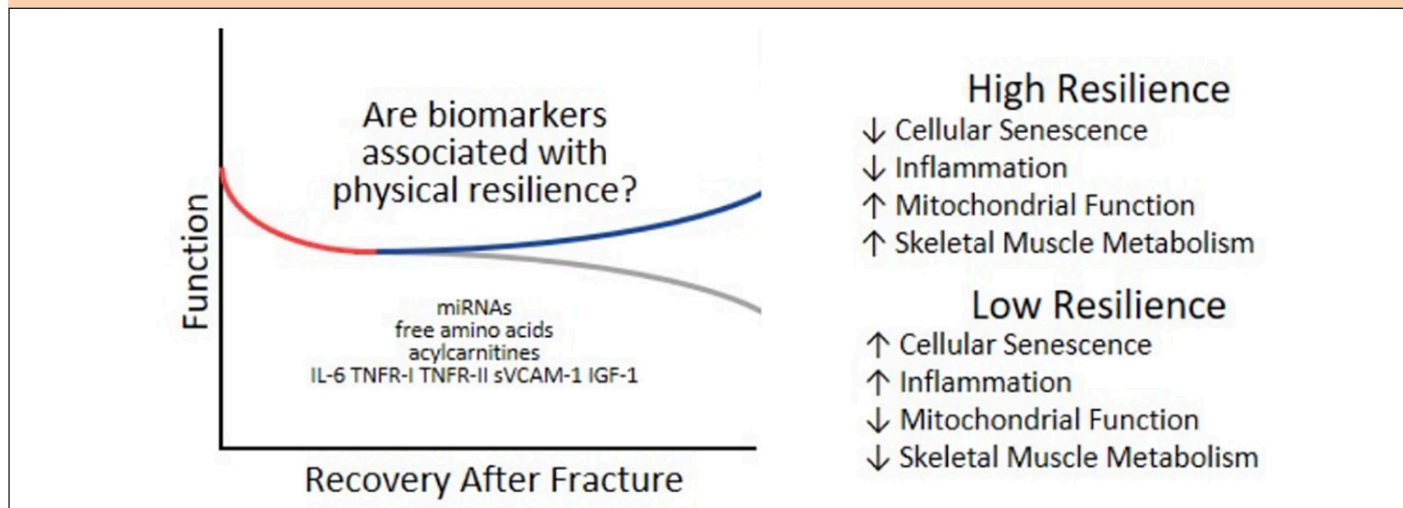 Are biomarkers
associated with
physical resilience?
Function
miRNAs
free amino acids
acylcarnitines
IL-6 TNFR-I TNFR-II sVCAM-1 IGF-1
Recovery After Fracture
High Resilience
↓ Cellular Senescence
↓ Inflammation
↑ Mitochondrial Function
↑ Skeletal Muscle Metabolism
Low Resilience
↑ Cellular Senescence
↑ Inflammation
↓ Mitochondrial Function
↓ Skeletal Muscle Metabolism